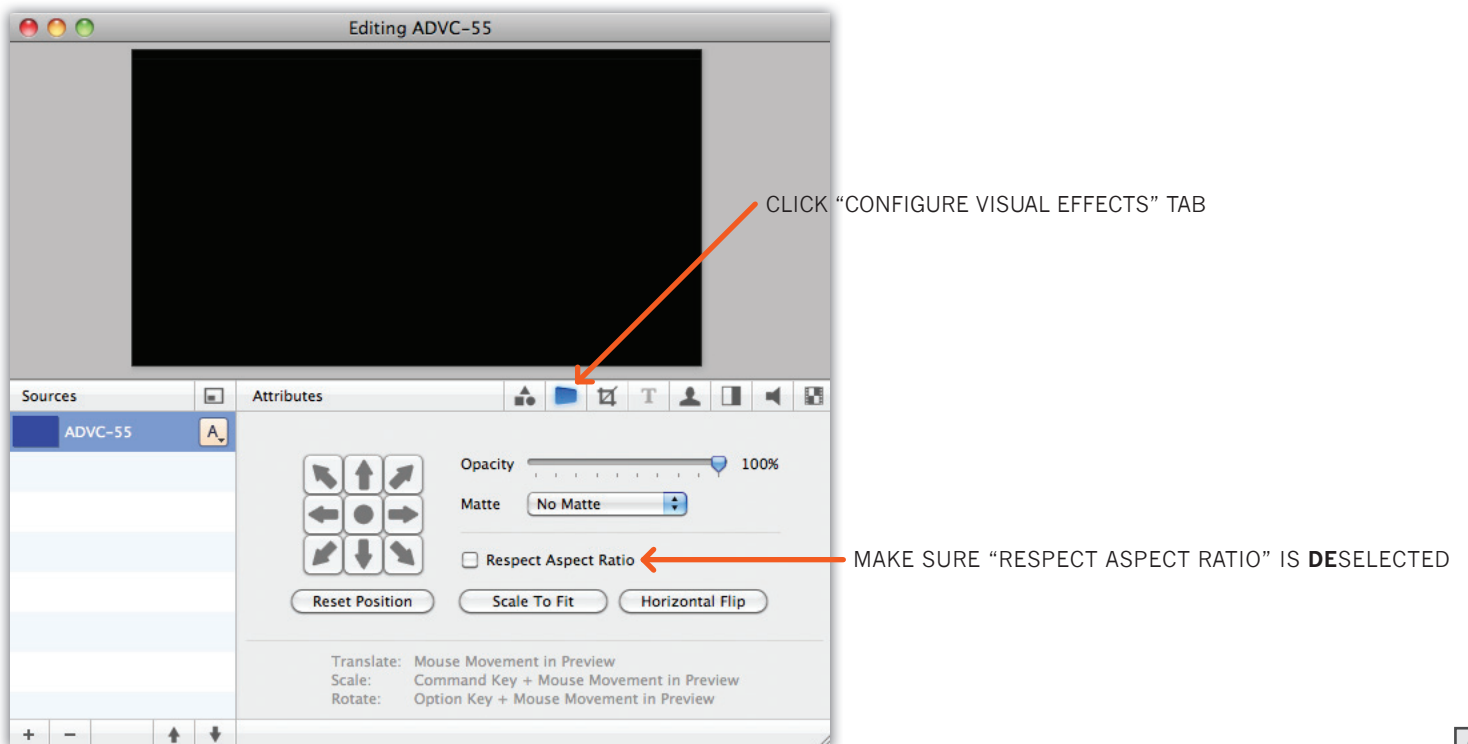 Editing ADVC-55
CLICK “CONFIGURE VISUAL EFFECTS” TAB
Sources
Attributes
T
ADVC-55
A
Opacity
100%
Matte
No Matte
Respect Aspect Ratio
MAKE SURE “RESPECT ASPECT RATIO” IS DESELECTED
Reset Position
Scale To Fit
Horizontal Flip
Translate: Mouse Movement in Preview
Scale: Command Key + Mouse Movement in Preview
Rotate: Option Key + Mouse Movement in Preview
+ −